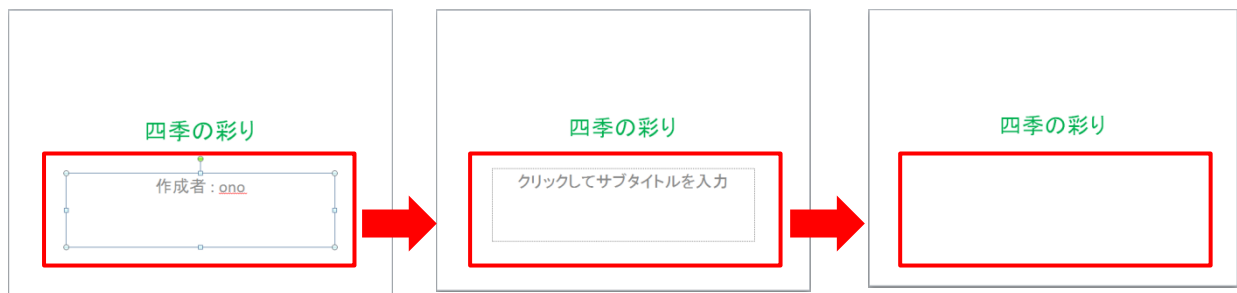 四季の彩り
作成者：ono
四季の彩り
クリックしてサブタイトルを入力
四季の彩り